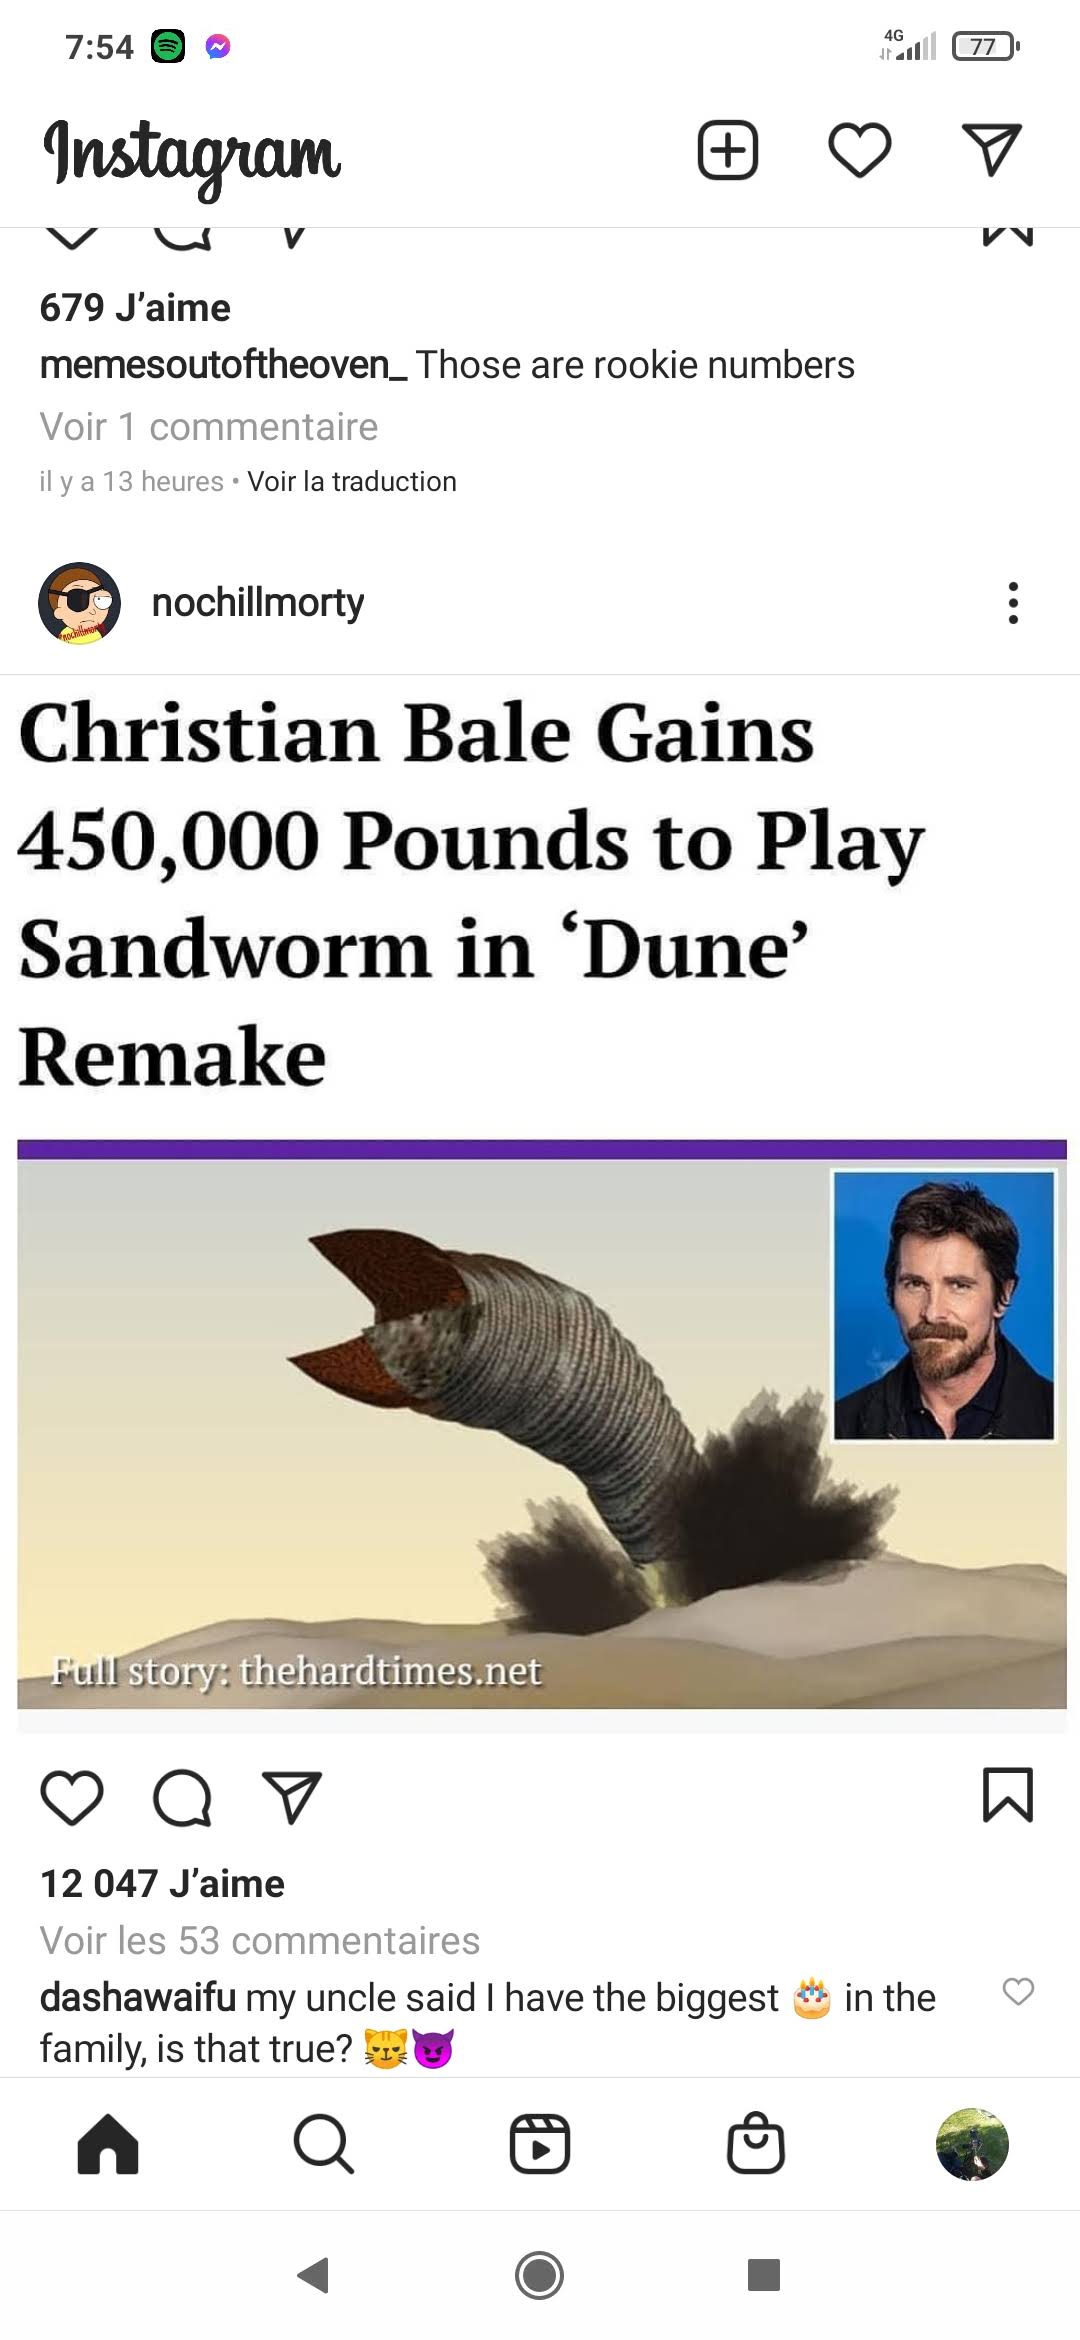 7:54
4G
77
Instagram
679 J’aime
memesoutoftheoven_ Those are rookie numbers
Voir 1 commentaire
il y a 13 heures • Voir la traduction
nochillmorty
Christian Bale Gains
450,000 Pounds to Play
Sandworm in ‘Dune’
Remake
Full story: thehardtimes.net
12 047 J’aime
Voir les 53 commentaires
dashawaifu my uncle said I have the biggest 🎂 in the
family, is that true? 😼😈